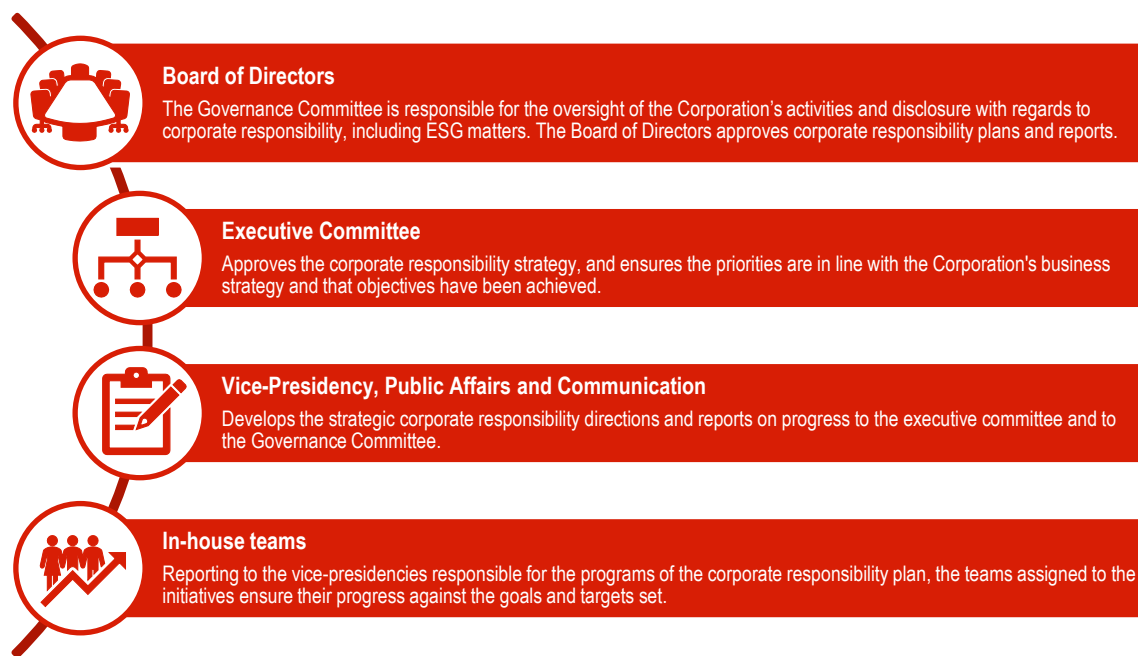 Board of Directors
The Governance Committee is responsible for the oversight of the Corporation’s activities and disclosure with regards to
corporate responsibility, including ESG matters. The Board of Directors approves corporate responsibility plans and reports.
Executive Committee
Approves the corporate responsibility strategy, and ensures the priorities are in line with the Corporation's business
strategy and that objectives have been achieved.
Vice-Presidency, Public Affairs and Communication
Develops the strategic corporate responsibility directions and reports on progress to the executive committee and to
the Governance Committee.
In-house teams
Reporting to the vice-presidencies responsible for the programs of the corporate responsibility plan, the teams assigned to the
initiatives ensure their progress against the goals and targets set.